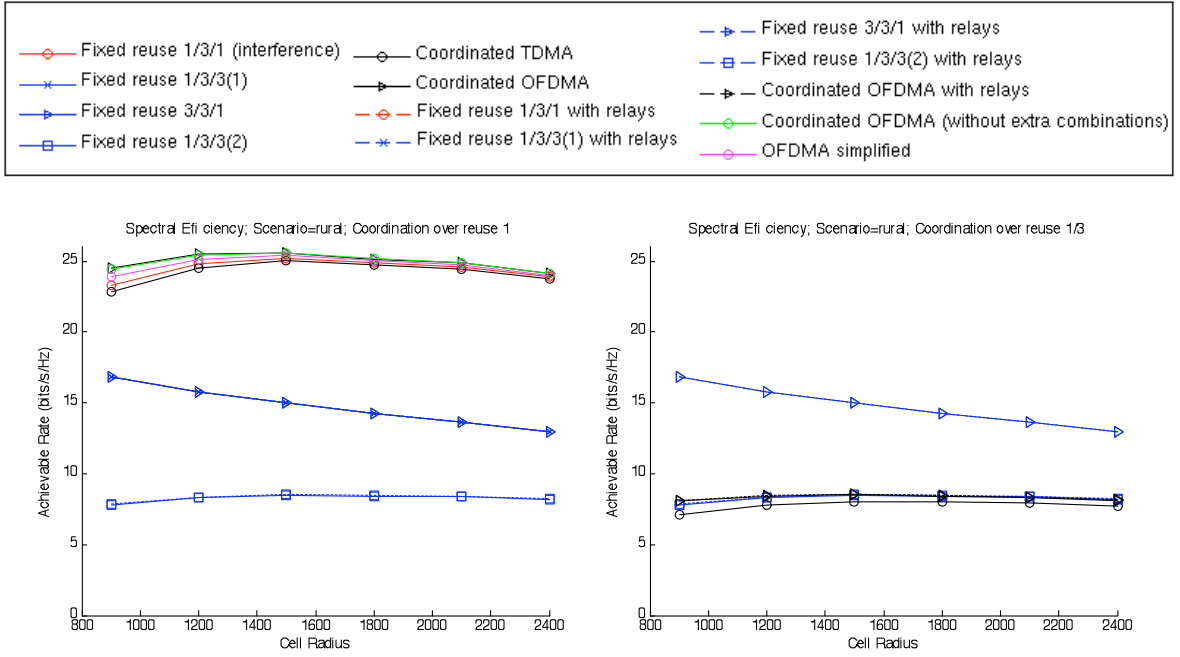 Fixed reuse 1/3/1 (interference)
Fixed reuse 1/3/3(1)
Fixed reuse 3/3/1
Fixed reuse 1/3/3(2)
Coordinated TDMA
Coordinated OFDMA
Fixed reuse 1/3/1 with relays
Fixed reuse 1/3/3(1) with relays
Fixed reuse 3/3/1 with relays
Fixed reuse 1/3/3(2) with relays
Coordinated OFDMA with relays
Coordinated OFDMA (without extra combinations)
OFDMA simplified
Spectral Efi ciency; Scenario=rural; Coordination over reuse 1
Achievable Rate (bits/s/Hz)
25
20
15
10
5
0
800 1000 1200 1400 1600 1800 2000 2200 2400
Cell Radius
Spectral Efi ciency; Scenario=rural; Coordination over reuse 1/3
Achievable Rate (bits/s/Hz)
25
20
15
10
5
0
800 1000 1200 1400 1600 1800 2000 2200 2400
Cell Radius